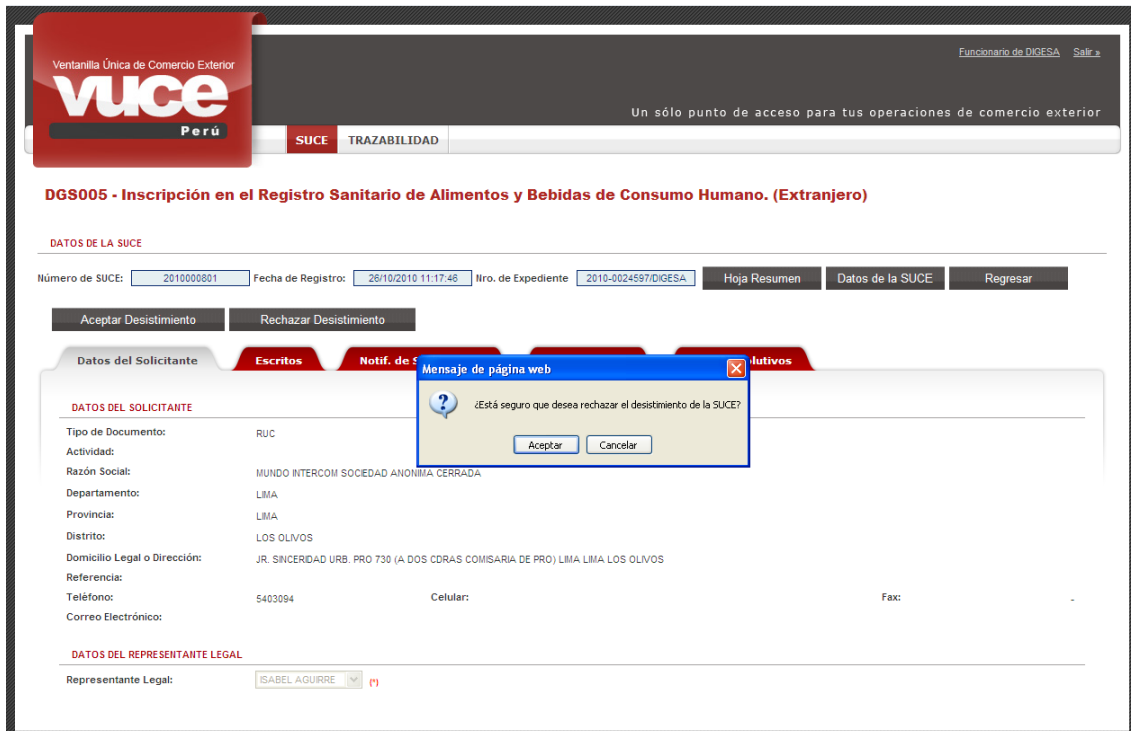 Ventanilla Única de Comercio Exterior
vuce
Perú
Funcionario de DIGESA Salir »
Un sólo punto de acceso para tus operaciones de comercio exterior
SUCE TRAZABILIDAD
DGS005 - Inscripción en el Registro Sanitario de Alimentos y Bebidas de Consumo Humano. (Extranjero)
DATOS DE LA SUCE
Número de SUCE: 2010000801 Fecha de Registro: 26/10/2010 11:17:46 Nro. de Expediente 2010-0024597/DIGESA Hoja Resumen Datos de la SUCE Regresar
Aceptar Desistimiento Rechazar Desistimiento
Datos del Solicitante Escritos Notif. de S lutivos
Mensaje de página web
¿Está seguro que desea rechazar el desistimiento de la SUCE?
Aceptar Cancelar
DATOS DEL SOLICITANTE
Tipo de Documento: RUC
Actividad:
Razón Social: MUNDO INTERCOM SOCIEDAD ANONIMA CERRADA
Departamento: LIMA
Provincia: LIMA
Distrito: LOS OLIVOS
Domicilio Legal o Dirección: JR. SINCERIDAD URB. PRO 730 (A DOS CDRAS COMISARIA DE PRO) LIMA LIMA LOS OLIVOS
Referencia:
Teléfono: 5403094 Celular: Fax: -
Correo Electrónico:
DATOS DEL REPRESENTANTE LEGAL
Representante Legal: ISABEL AGUIRRE (*)